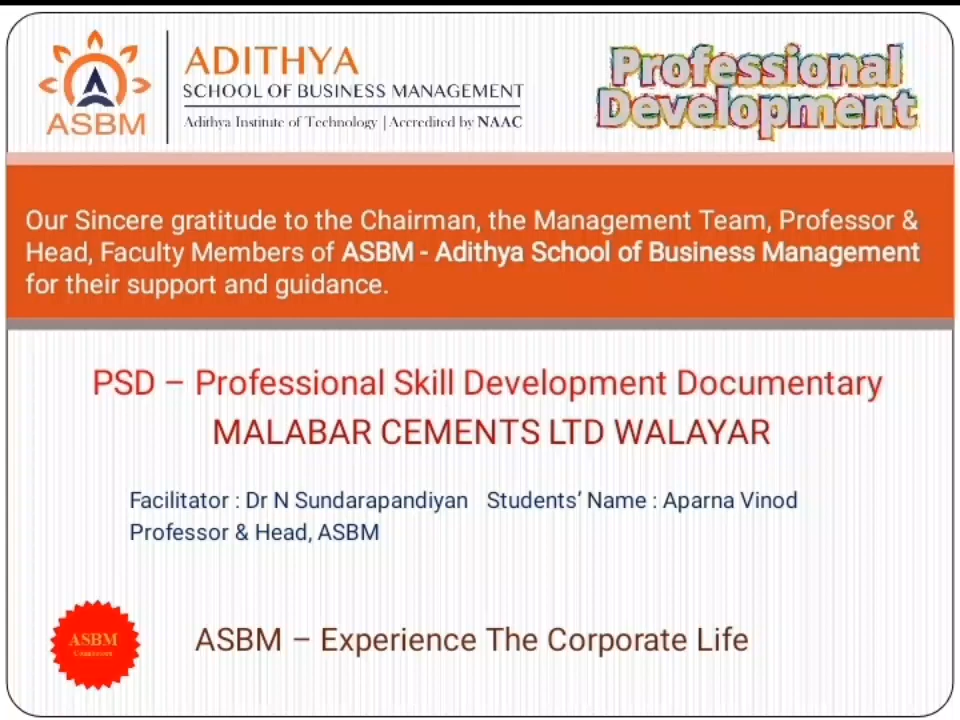 ASBM
ADITHYA
SCHOOL OF BUSINESS MANAGEMENT
Adithya Institute of Technology | Accredited by NAAC
Professional
Development
Our Sincere gratitude to the Chairman, the Management Team, Professor &
Head, Faculty Members of ASBM - Adithya School of Business Management
for their support and guidance.
PSD – Professional Skill Development Documentary
MALABAR CEMENTS LTD WALAYAR
Facilitator : Dr N Sundarapandiyan Students’ Name : Aparna Vinod
Professor & Head, ASBM
ASBM
ASBM – Experience The Corporate Life